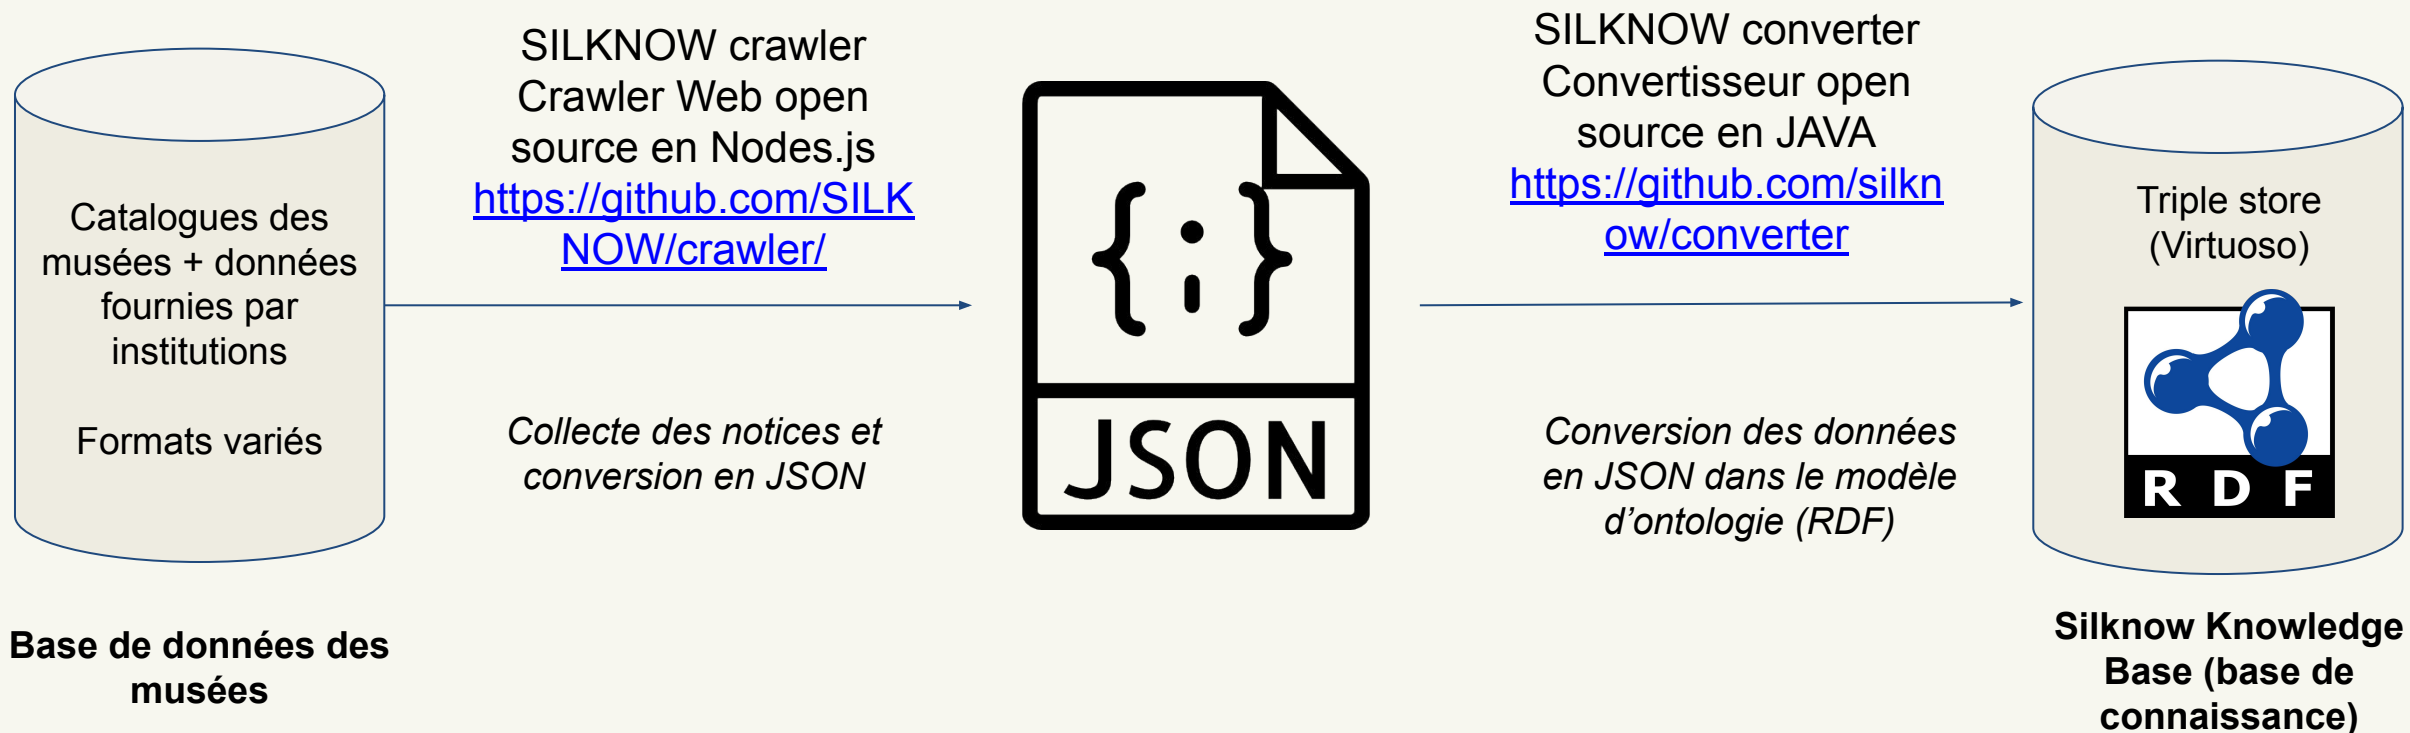 Catalogues des
musées + données
fournies par
institutions
Formats variés
Base de données des
musées
SILKNOW crawler
Crawler Web open
source en Nodes.js
https://github.com/SILK
NOW/crawler/
Collecte des notices et
conversion en JSON
{;}
JSON
SILKNOW converter
Convertisseur open
source en JAVA
https://github.com/silkn
ow/converter
Conversion des données
en JSON dans le modèle
d’ontologie (RDF)
Triple store
(Virtuoso)
RDF
Silknow Knowledge
Base (base de
connaissance)